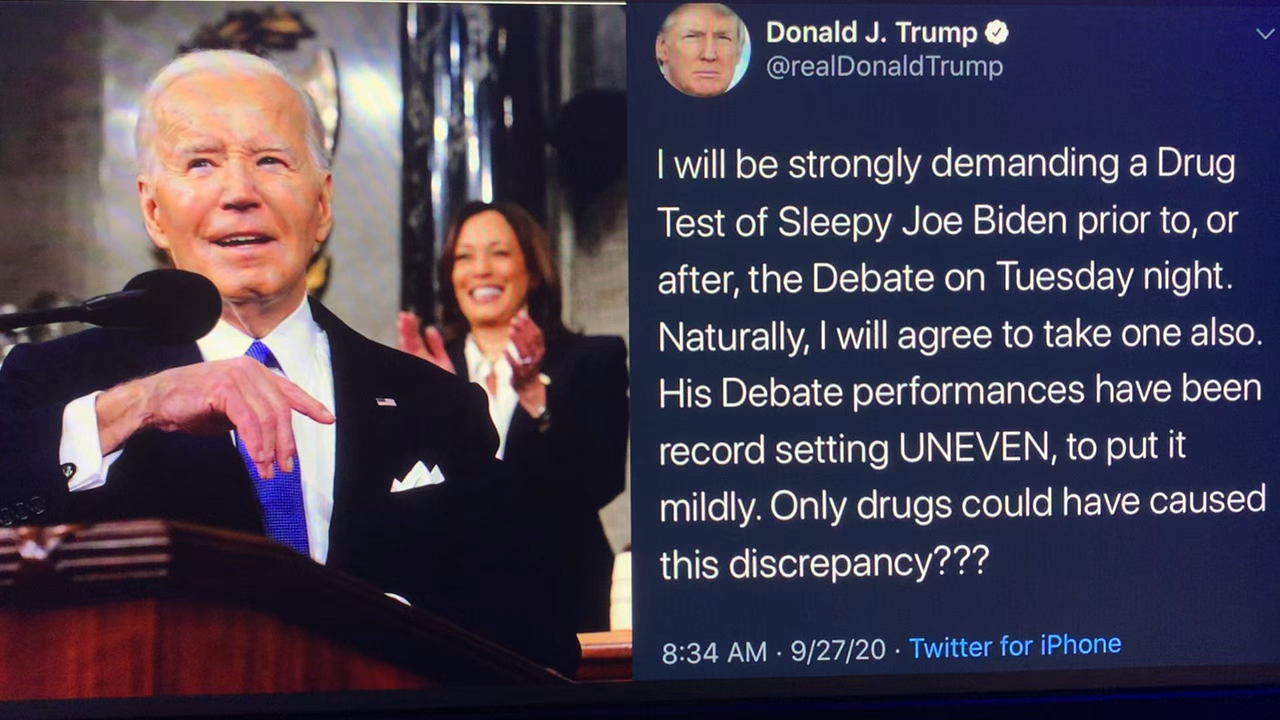 Donald J. Trump
@realDonaldTrump
I will be strongly demanding a Drug
Test of Sleepy Joe Biden prior to, or
after, the Debate on Tuesday night.
Naturally, I will agree to take one also.
His Debate performances have been
record setting UNEVEN, to put it
mildly. Only drugs could have caused
this discrepancy???
8:34 AM · 9/27/20 · Twitter for iPhone